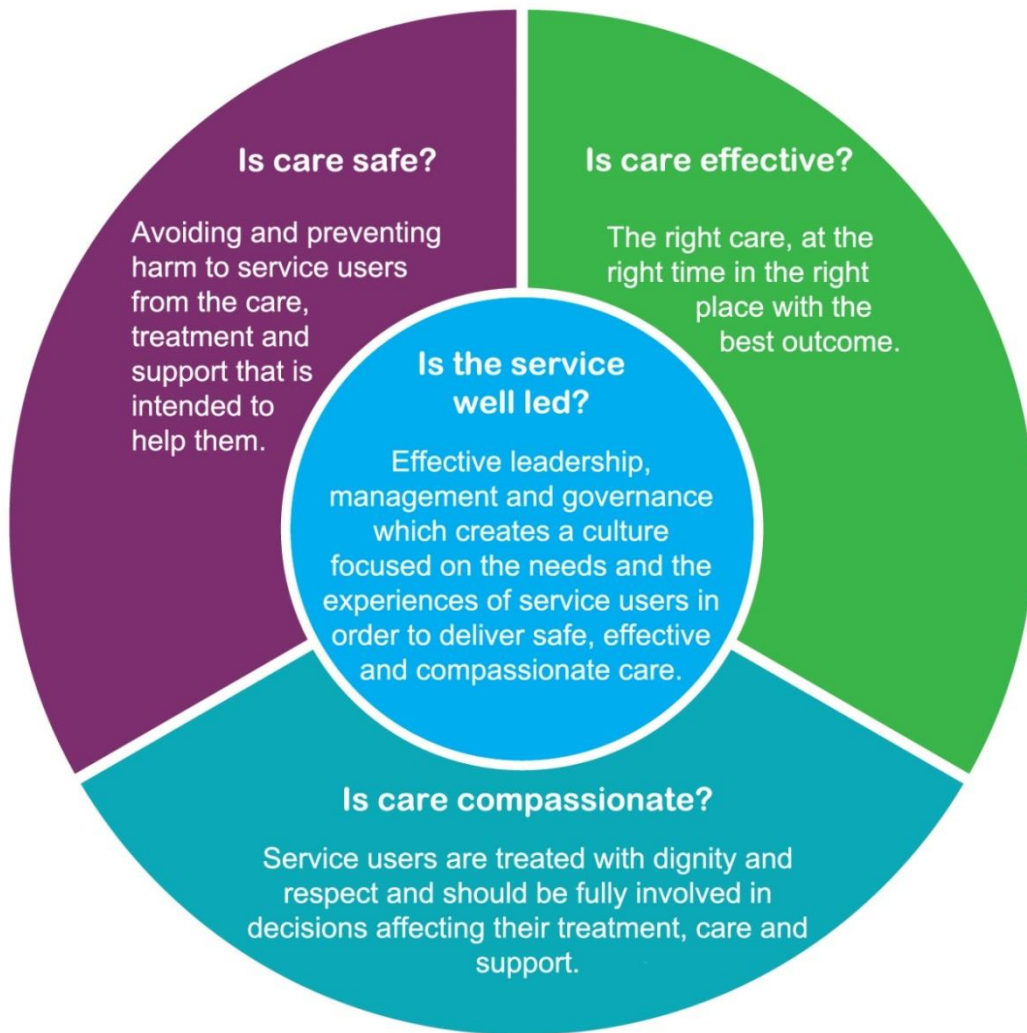 Is care safe?
Avoiding and preventing
harm to service users
from the care,
treatment and
support that is
intended to
help them.
Is care effective?
The right care, at the
right time in the right
place with the
best outcome.
Is the service
well led?
Effective leadership,
management and governance
which creates a culture
focused on the needs and the
experiences of service users in
order to deliver safe, effective
and compassionate care.
Is care compassionate?
Service users are treated with dignity and
respect and should be fully involved in
decisions affecting their treatment, care and
support.